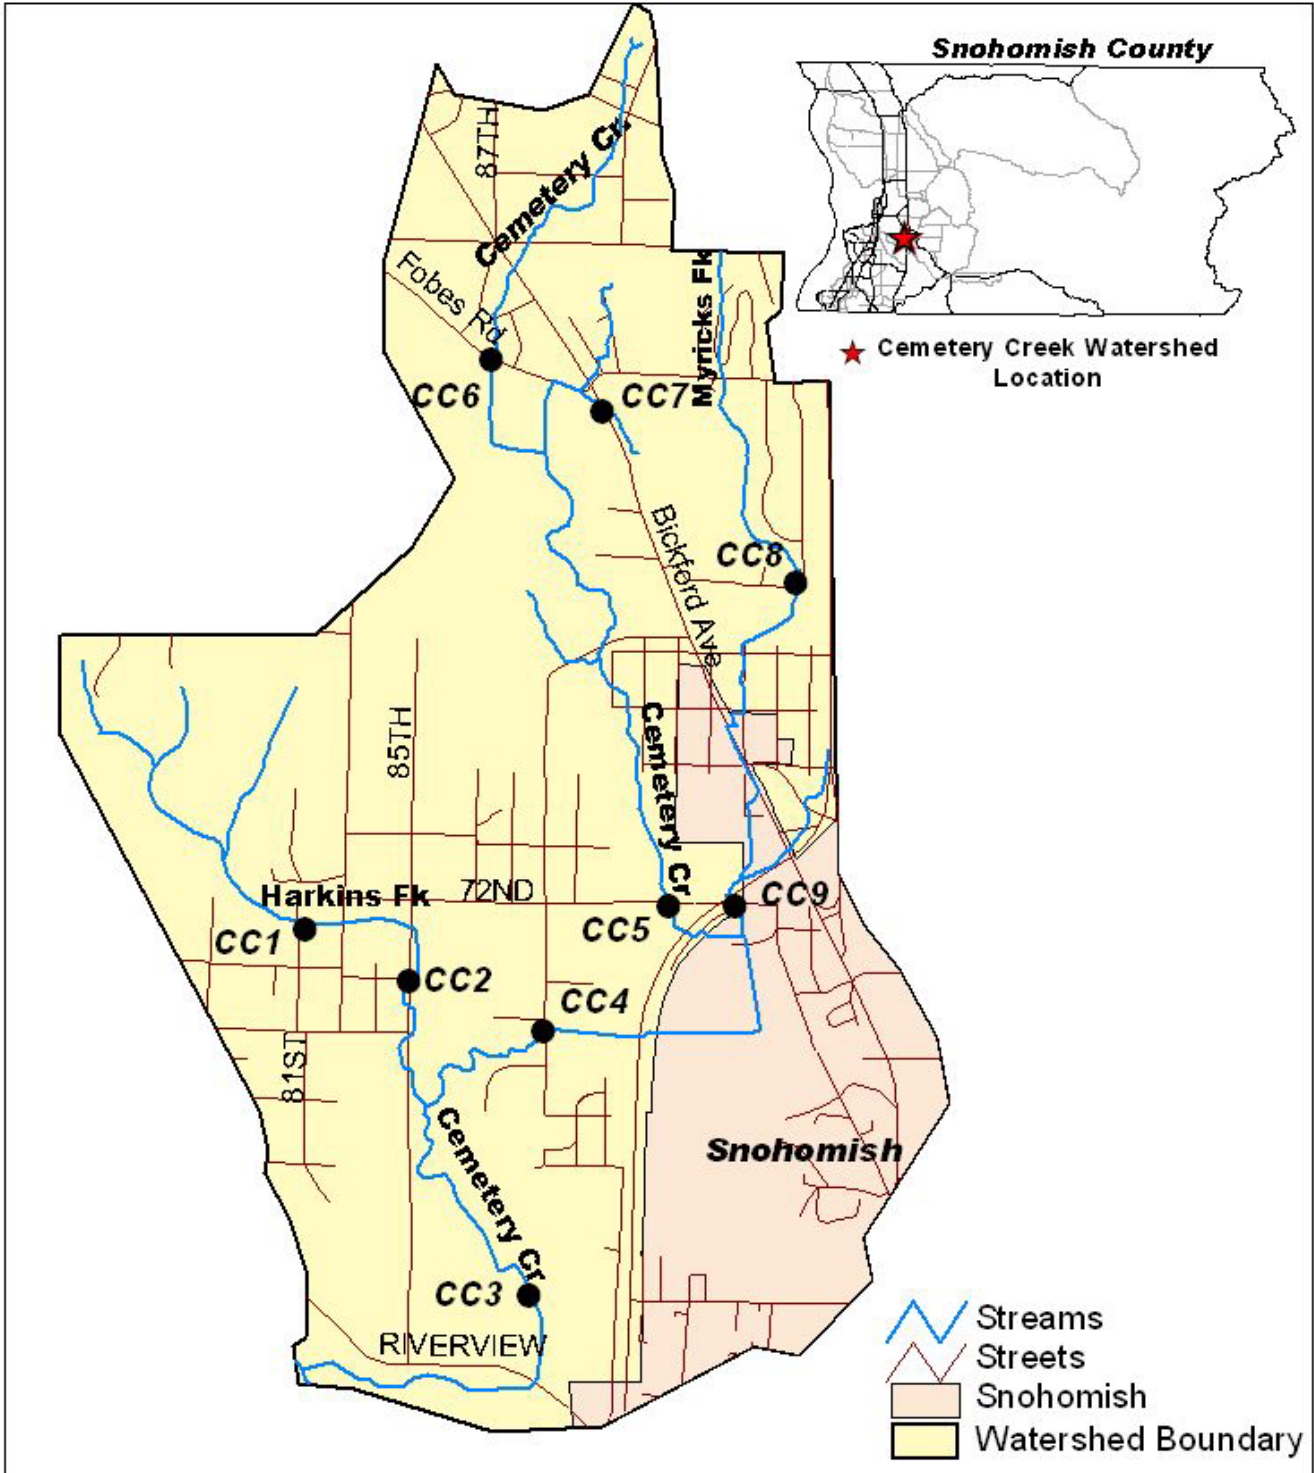 Snohomish County
Cemetery Creek Watershed
Location
87TH
Cemetery Cr.
Fobes Rd
Myricks Fk
CC6
CC7
Bickford Ave
CC8
85TH
Cemetery Cr
Harkins Fk
72ND
CC9
CC5
CC1
CC2
CC4
81ST
Cemetery Cr
Snohomish
CC3
RIVERVIEW
Streams
Streets
Snohomish
Watershed Boundary